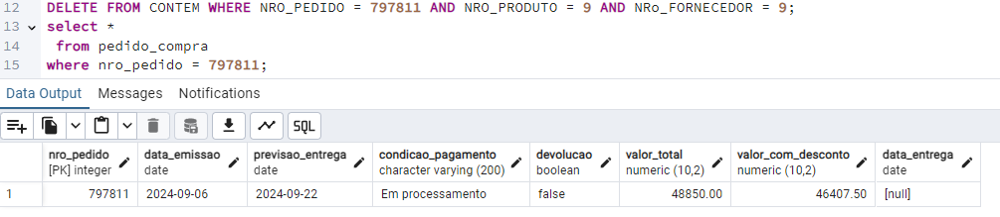 12 DELETE FROM CONTEM WHERE NRO_PEDIDO = 797811 AND NRO_PRODUTO = 9 AND NRo_FORNECEDOR = 9;
13 select *
14 from pedido_compra
15 where nro_pedido = 797811;
Data Output Messages Notifications
SQL
nro_pedido data_emissao previsao_entrega condicao_pagamento devolucao valor_total valor_com_desconto data_entrega
[PK] integer date date character varying (200) boolean numeric (10,2) numeric (10,2) date
1 797811 2024-09-06 2024-09-22 Em processamento false 48850.00 46407.50 [null]